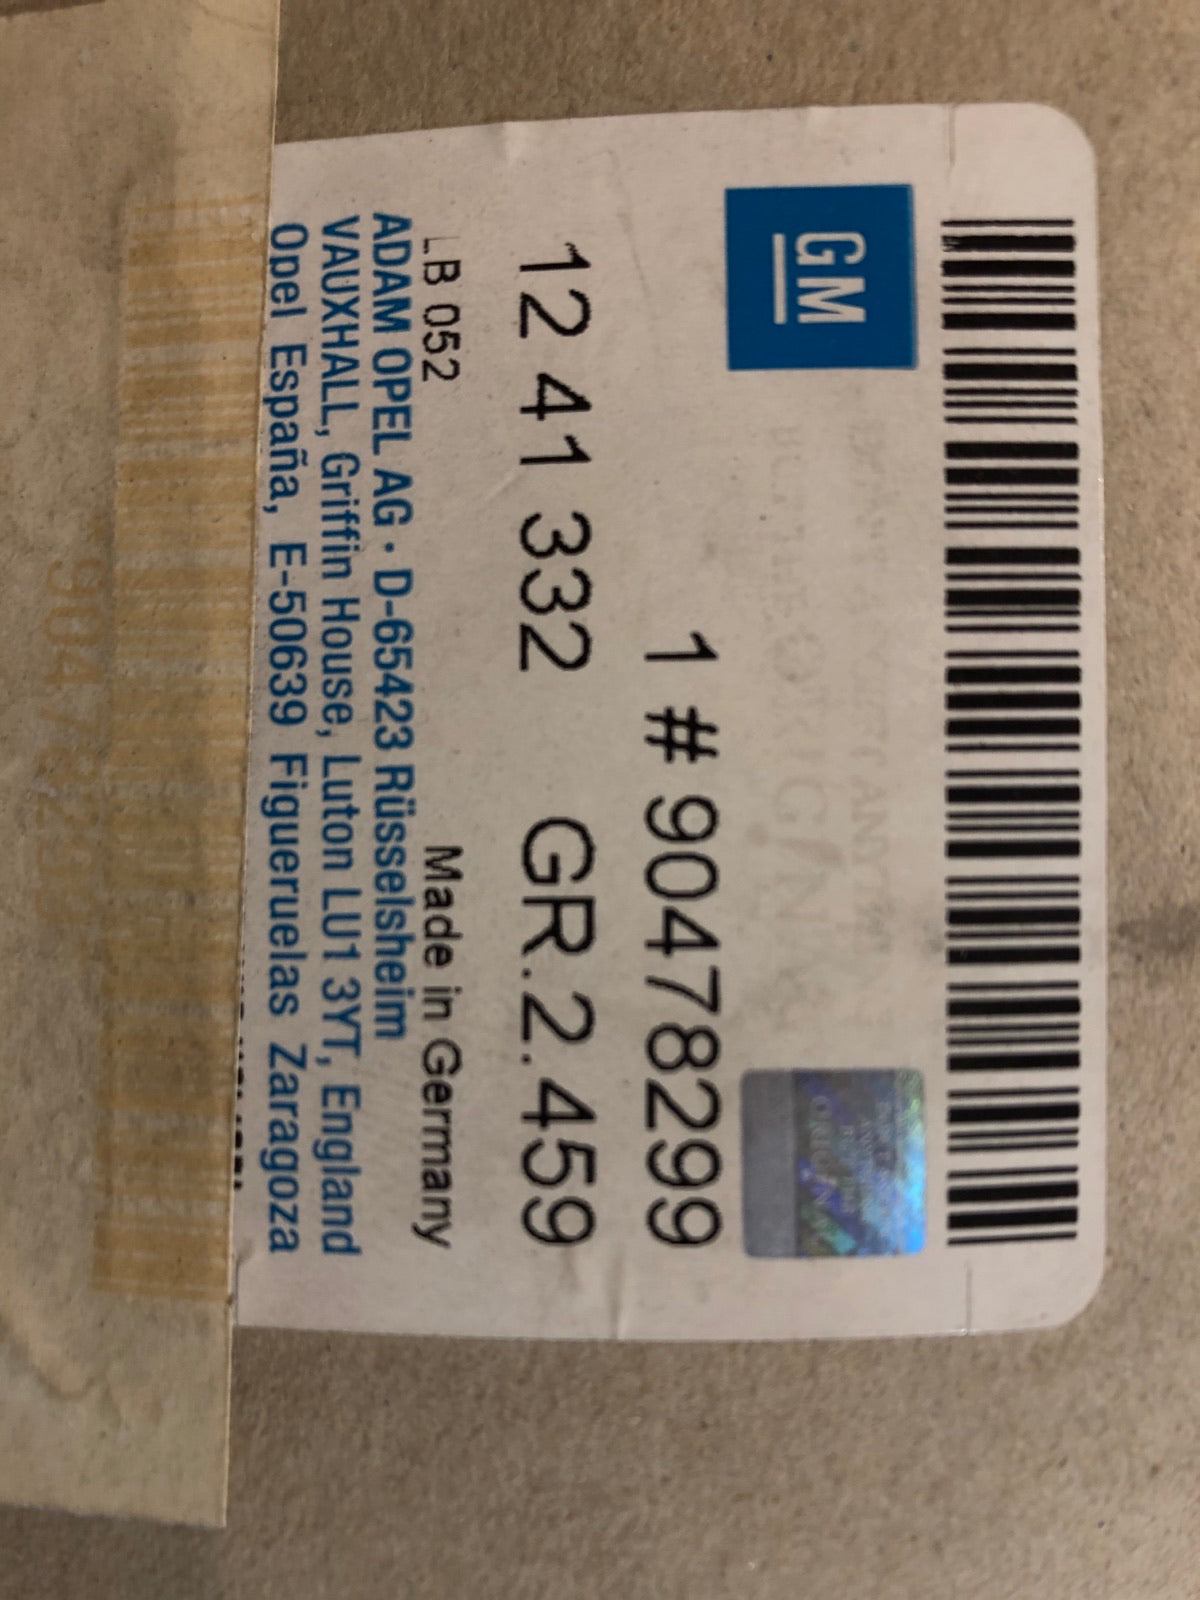 GM
1 # 90478299
12 41 332 GR.2.459
LB 052 Made in Germany
ADAM OPEL AG · D-65423 Rüsselsheim
VAUXHALL, Griffin House, Luton LU1 3YT, England
Opel España, E-50639 Figueruelas Zaragoza